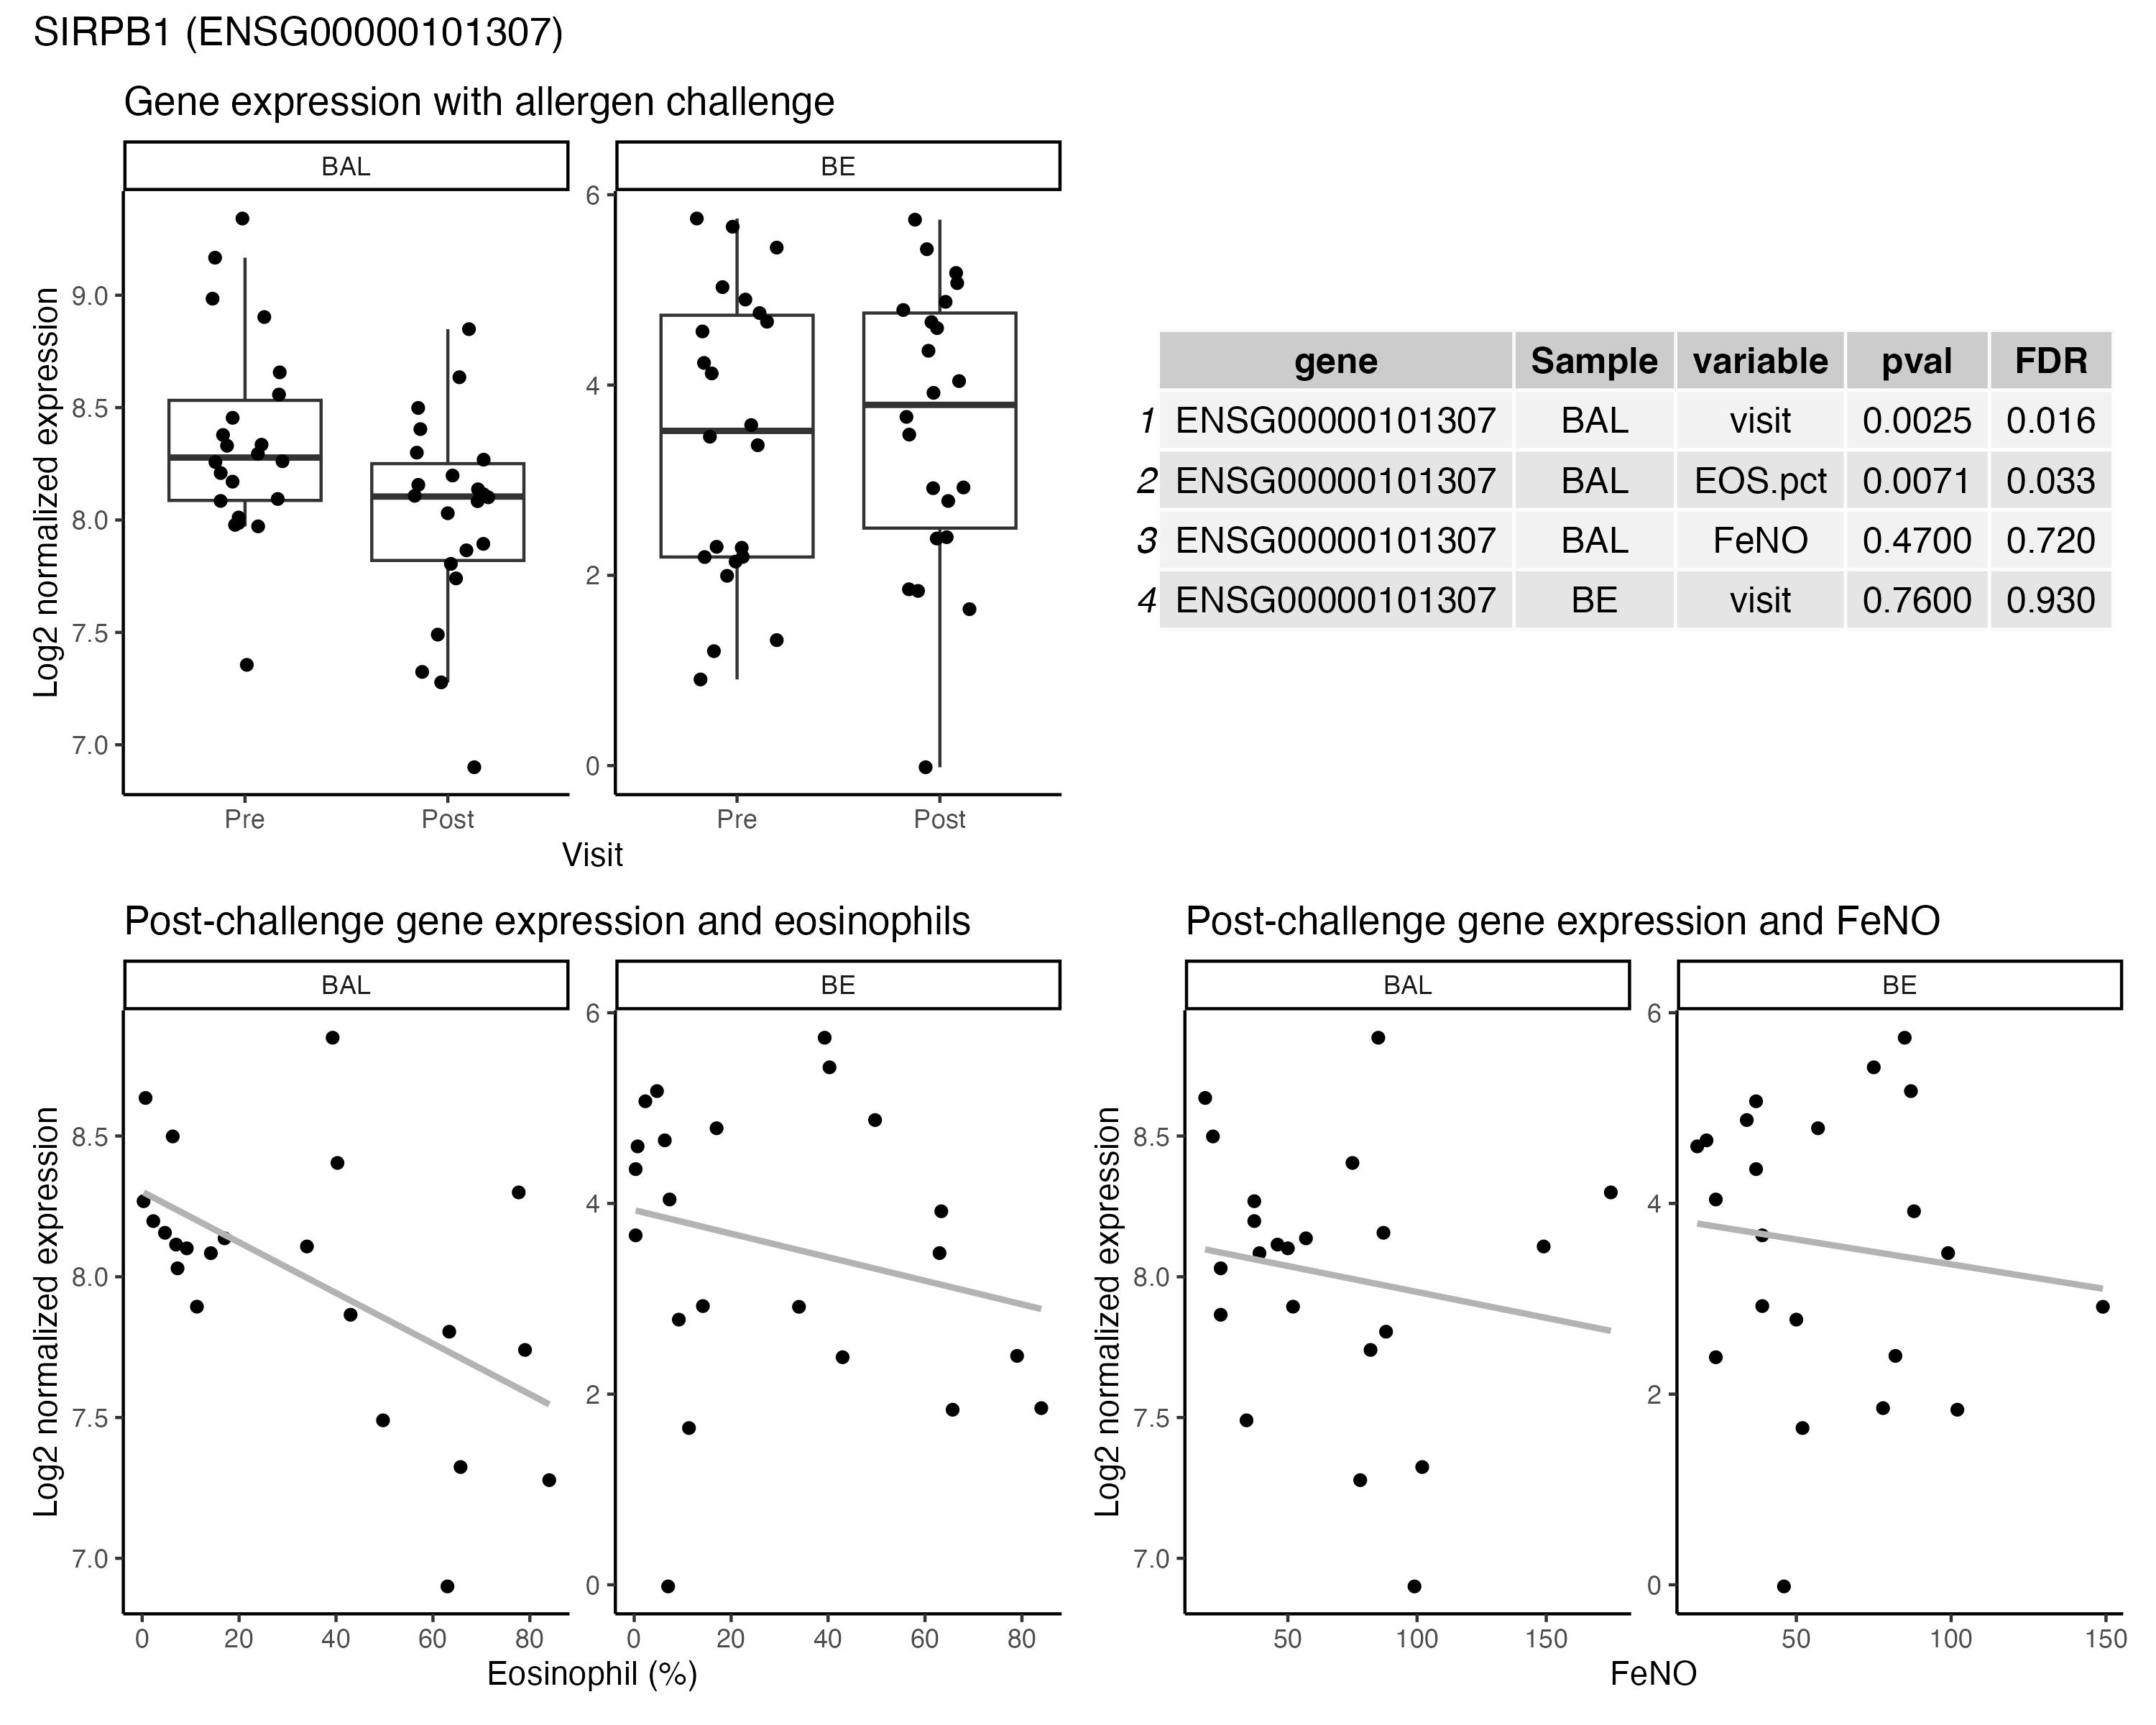 SIRPB1 (ENSG00000101307)
Gene expression with allergen challenge
BAL
BE
Log2 normalized expression
9.0
8.5
8.0
7.5
7.0
6
4
2
0
Pre
Post
Pre
Post
Visit
gene Sample variable pval FDR
1 ENSG00000101307 BAL visit 0.0025 0.016
2 ENSG00000101307 BAL EOS.pct 0.0071 0.033
3 ENSG00000101307 BAL FeNO 0.4700 0.720
4 ENSG00000101307 BE visit 0.7600 0.930
Post-challenge gene expression and eosinophils
BAL
BE
Log2 normalized expression
8.5
8.0
7.5
7.0
6
4
2
0
0 20 40 60 80
0 20 40 60 80
Eosinophil (%)
Post-challenge gene expression and FeNO
BAL
BE
Log2 normalized expression
8.5
8.0
7.5
7.0
6
4
2
0
50 100 150
50 100 150
FeNO